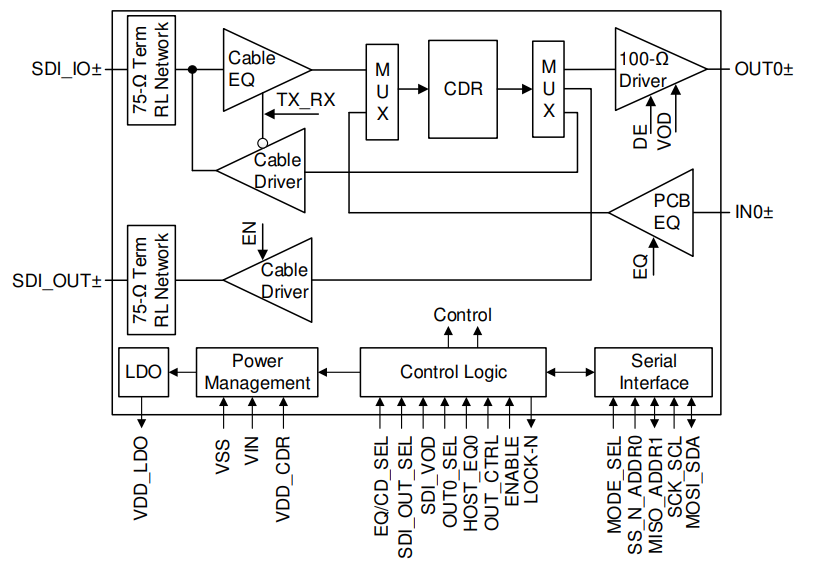 SDI_IO±
75-Ω Term
RL Network
Cable
EQ
TX_RX
Cable
Driver
MUX
CDR
MUX
100-Ω
Driver
OUT0±
DE
VOD
PCB
EQ
IN0±
EQ
SDI_OUT±
75-Ω Term
RL Network
EN
Cable
Driver
Control
LDO
Power
Management
Control Logic
Serial
Interface
VDD_LDO
VSS
VIN
VDD_CDR
EQ/CD_SEL
SDI_OUT_SEL
SDI_VOD
OUT0_SEL
HOST_EQ0
OUT_CTRL
ENABLE
LOCK-N
MODE_SEL
SS_N_ADDR0
MISO_ADDR1
SCK_SCL
MOSI_SDA